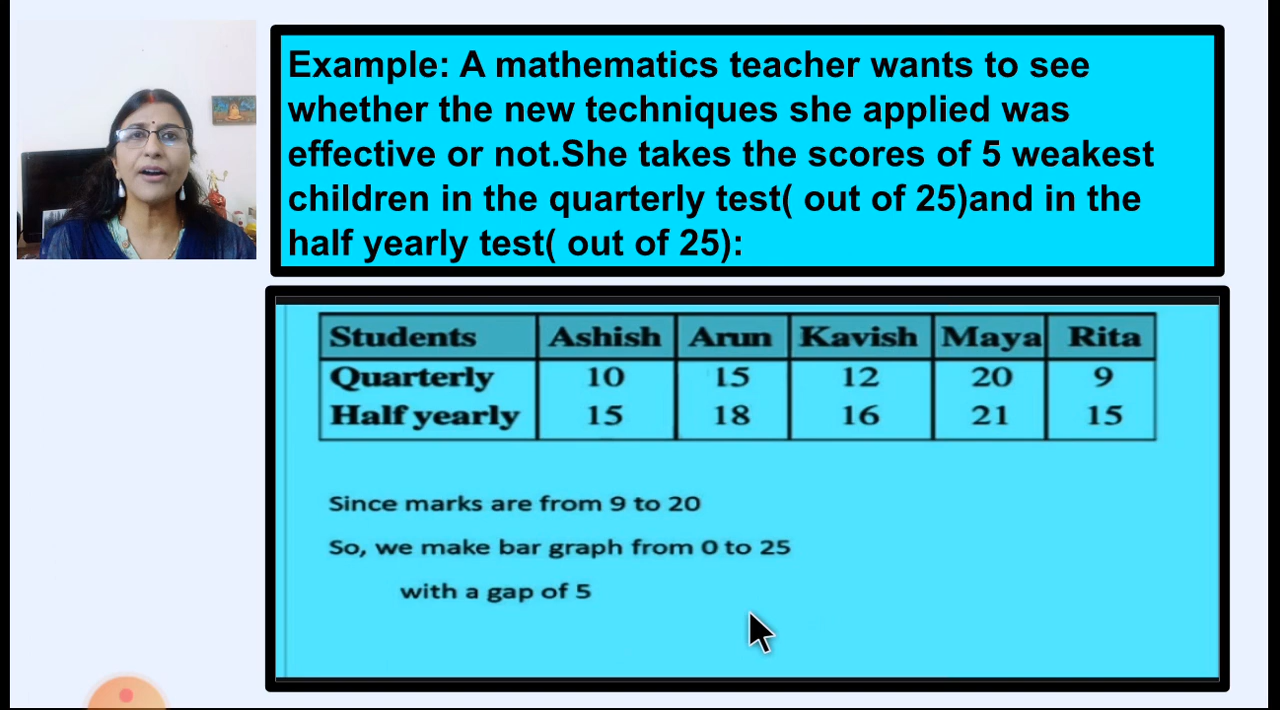 Example: A mathematics teacher wants to see
whether the new techniques she applied was
effective or not.She takes the scores of 5 weakest
children in the quarterly test( out of 25)and in the
half yearly test( out of 25):
Students Ashish Arun Kavish Maya Rita
Quarterly 10 15 12 20 9
Half yearly 15 18 16 21 15
Since marks are from 9 to 20
So, we make bar graph from 0 to 25
with a gap of 5